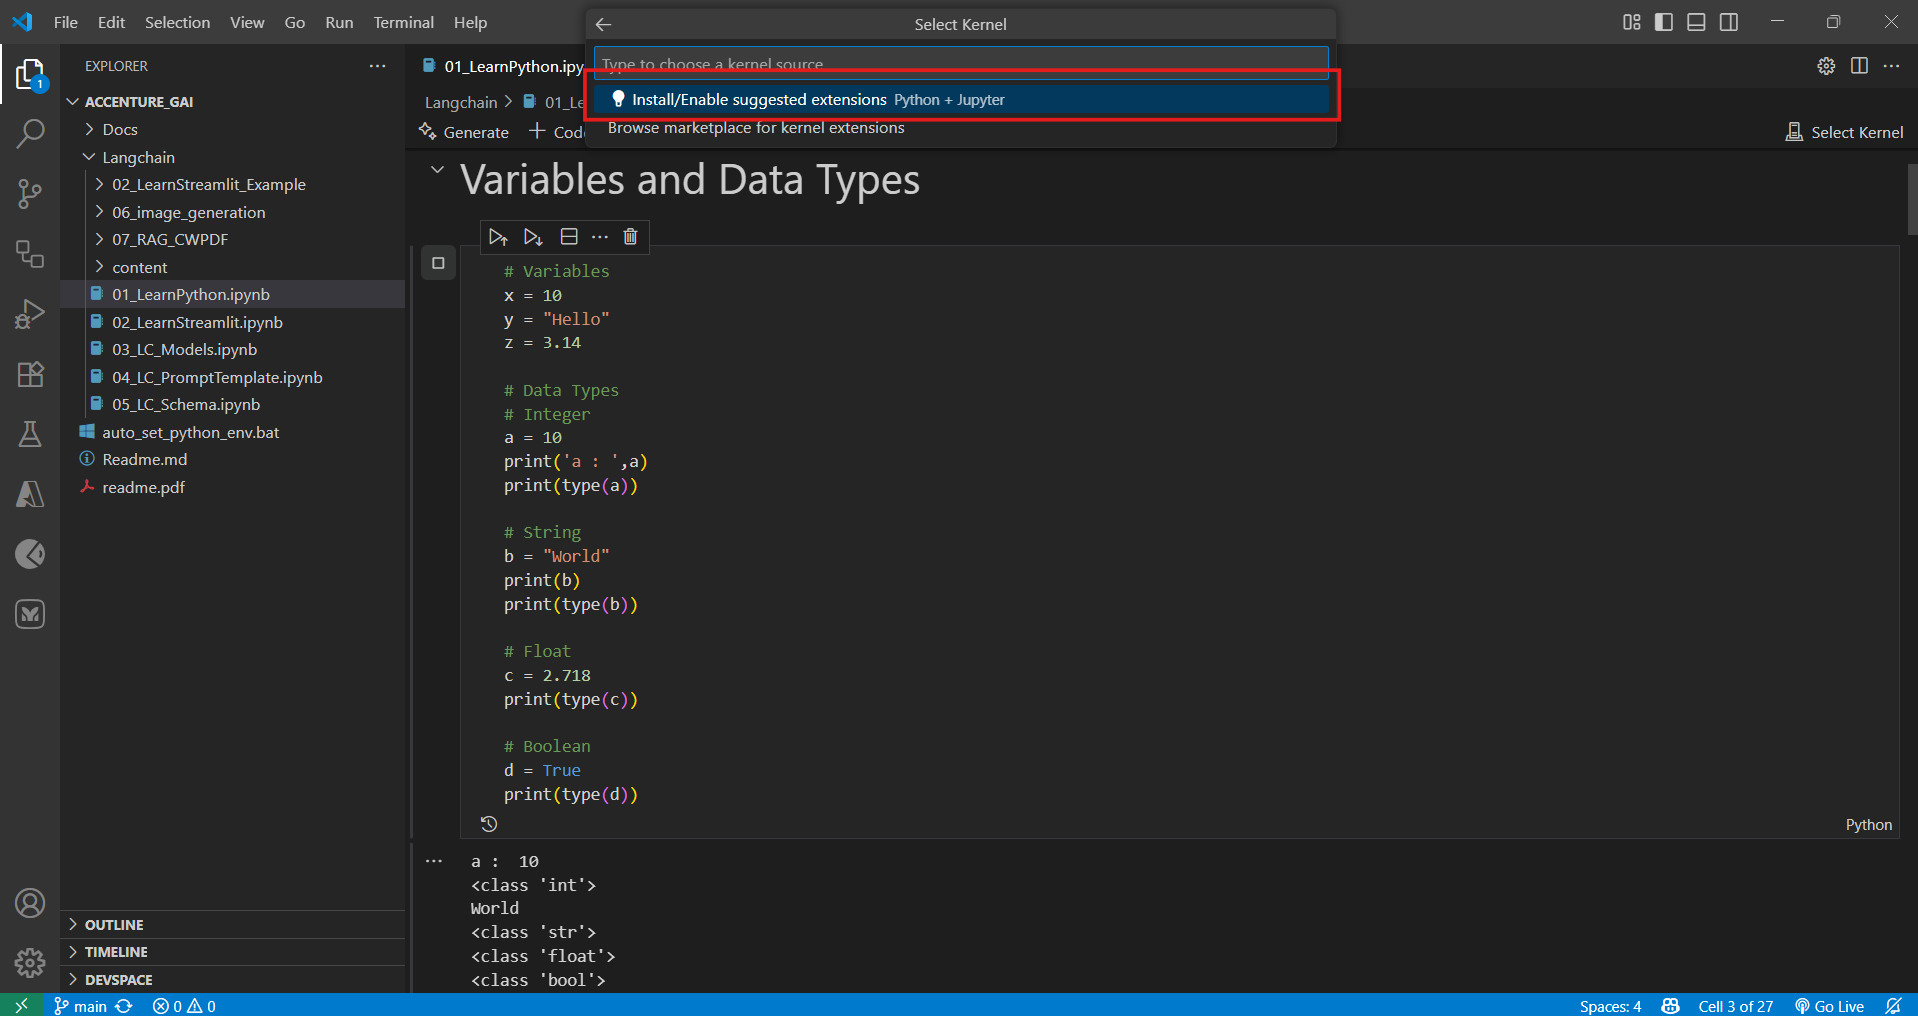 File Edit Selection View Go Run Terminal Help
Select Kernel
Type to choose a kernel source
Install/Enable suggested extensions Python + Jupyter
Browse marketplace for kernel extensions
EXPLORER
ACCENTURE_GAI
Docs
Langchain
02_LearnStreamlit_Example
06_image_generation
07_RAG_CWPDF
content
01_LearnPython.ipynb
02_LearnStreamlit.ipynb
03_LC_Models.ipynb
04_LC_PromptTemplate.ipynb
05_LC_Schema.ipynb
auto_set_python_env.bat
Readme.md
readme.pdf
OUTLINE
TIMELINE
DEVSPACE
1
01_LearnPython.ipy
Langchain > 01_Le
Generate + Code
Select Kernel
Variables and Data Types
# Variables
x = 10
y = "Hello"
z = 3.14
# Data Types
# Integer
a = 10
print('a : ',a)
print(type(a))
# String
b = "World"
print(b)
print(type(b))
# Float
c = 2.718
print(type(c))
# Boolean
d = True
print(type(d))
Python
a :  10
<class 'int'>
World
<class 'str'>
<class 'float'>
<class 'bool'>
main 0 0 Spaces: 4 Cell 3 of 27 Go Live